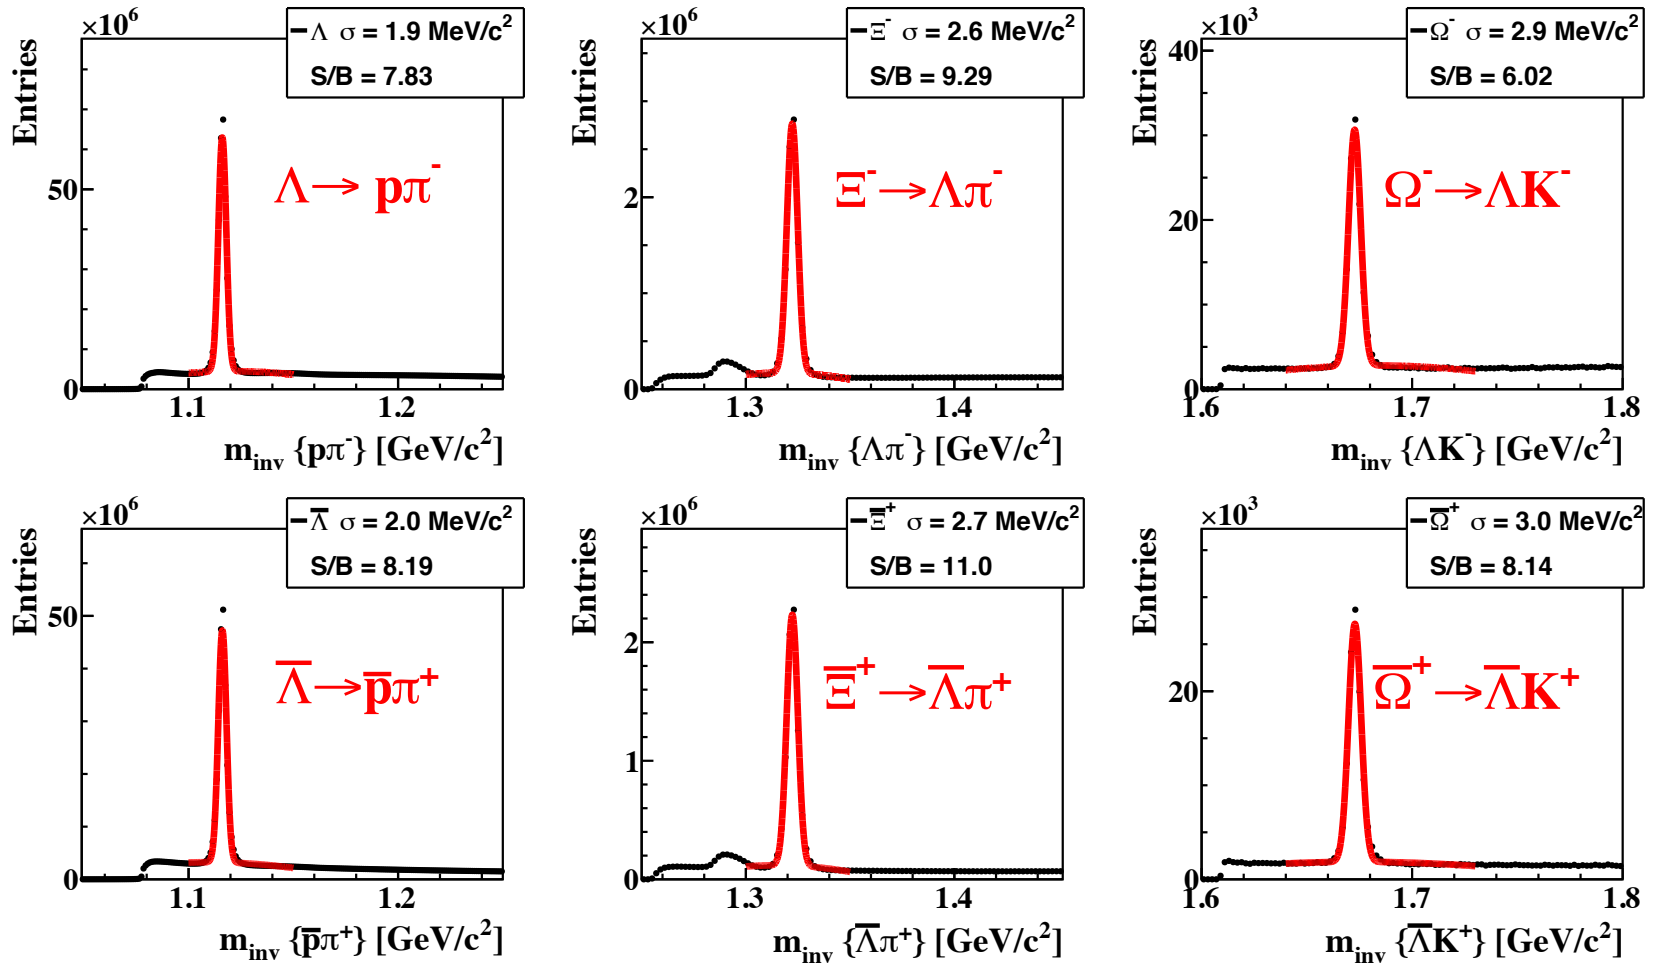 ×10⁶
Λ σ = 1.9 MeV/c²
S/B = 7.83
Entries
50
0
Λ → pπ⁻
1.1
1.2
m_inv {pπ⁻} [GeV/c²]
×10⁶
Ξ⁻ σ = 2.6 MeV/c²
S/B = 9.29
Entries
2
0
Ξ⁻ → Λπ⁻
1.3
1.4
m_inv {Λπ⁻} [GeV/c²]
×10³
Ω⁻ σ = 2.9 MeV/c²
S/B = 6.02
Entries
40
20
0
Ω⁻ → ΛK⁻
1.6
1.7
1.8
m_inv {ΛK⁻} [GeV/c²]
×10⁶
Λ̅ σ = 2.0 MeV/c²
S/B = 8.19
Entries
50
0
Λ̅ → p̅π⁺
1.1
1.2
m_inv {p̅π⁺} [GeV/c²]
×10⁶
Ξ̅⁺ σ = 2.7 MeV/c²
S/B = 11.0
Entries
2
1
0
Ξ̅⁺ → Λ̅π⁺
1.3
1.4
m_inv {Λ̅π⁺} [GeV/c²]
×10³
Ω̅⁺ σ = 3.0 MeV/c²
S/B = 8.14
Entries
20
0
Ω̅⁺ → Λ̅K⁺
1.6
1.7
1.8
m_inv {Λ̅K⁺} [GeV/c²]